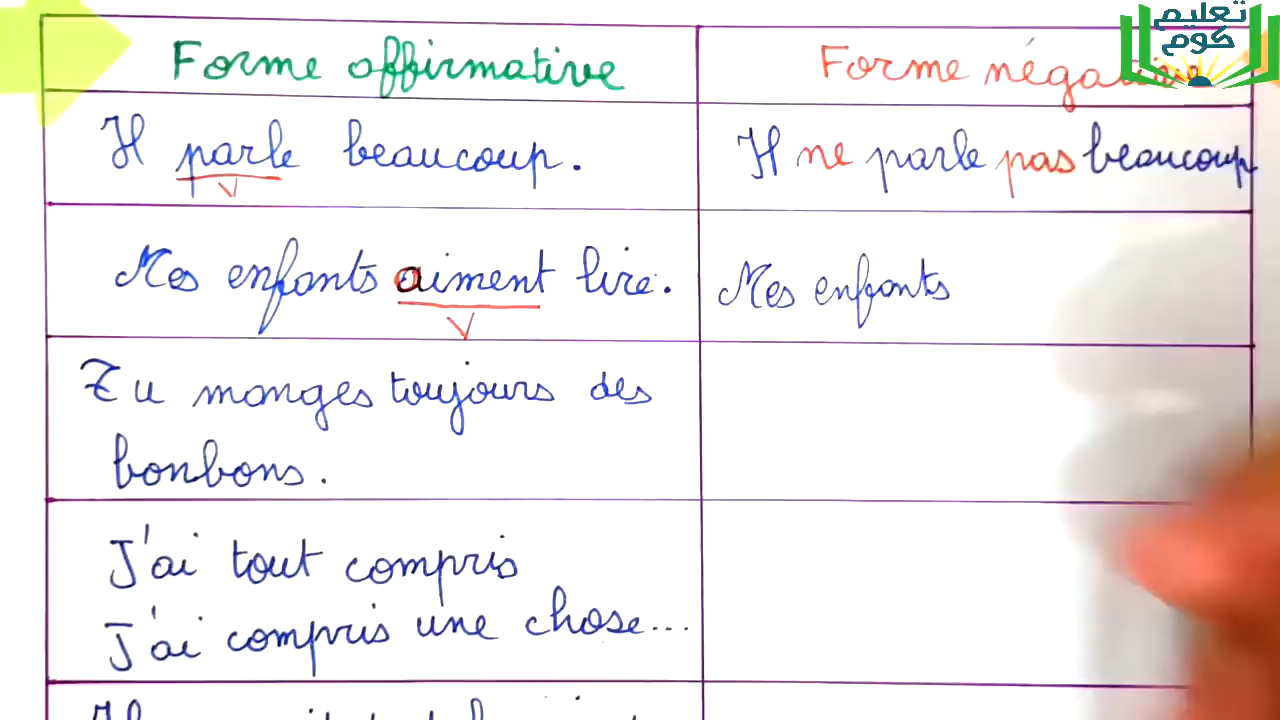 تعليم
كوم
Forme affirmative
Forme
Il parle beaucoup.
V
Il ne parle pas beaucoup
Mes enfants aiment lire.
V
Mes enfants
Tu manges toujours des
bonbons.
J'ai tout compris
J'ai compris une chose...